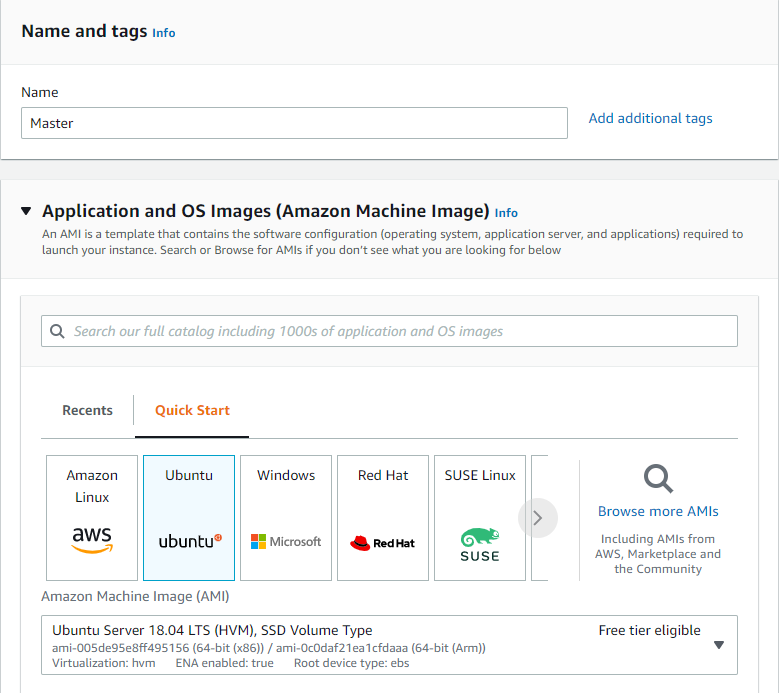 Name and tags Info
Name
Master
Add additional tags
Application and OS Images (Amazon Machine Image) Info
An AMI is a template that contains the software configuration (operating system, application server, and applications) required to
launch your instance. Search or Browse for AMIs if you don't see what you are looking for below
Search our full catalog including 1000s of application and OS images
Recents
Quick Start
Amazon
Linux
aws
Ubuntu
ubuntu
Windows
Microsoft
Red Hat
Red Hat
SUSE Linux
SUSE
Browse more AMIs
Including AMIs from
AWS, Marketplace and
the Community
Amazon Machine Image (AMI)
Ubuntu Server 18.04 LTS (HVM), SSD Volume Type
Free tier eligible
ami-005de95e8ff495156 (64-bit (x86)) / ami-0c0daf21ea1cfdaaa (64-bit (Arm))
Virtualization: hvm ENA enabled: true Root device type: ebs